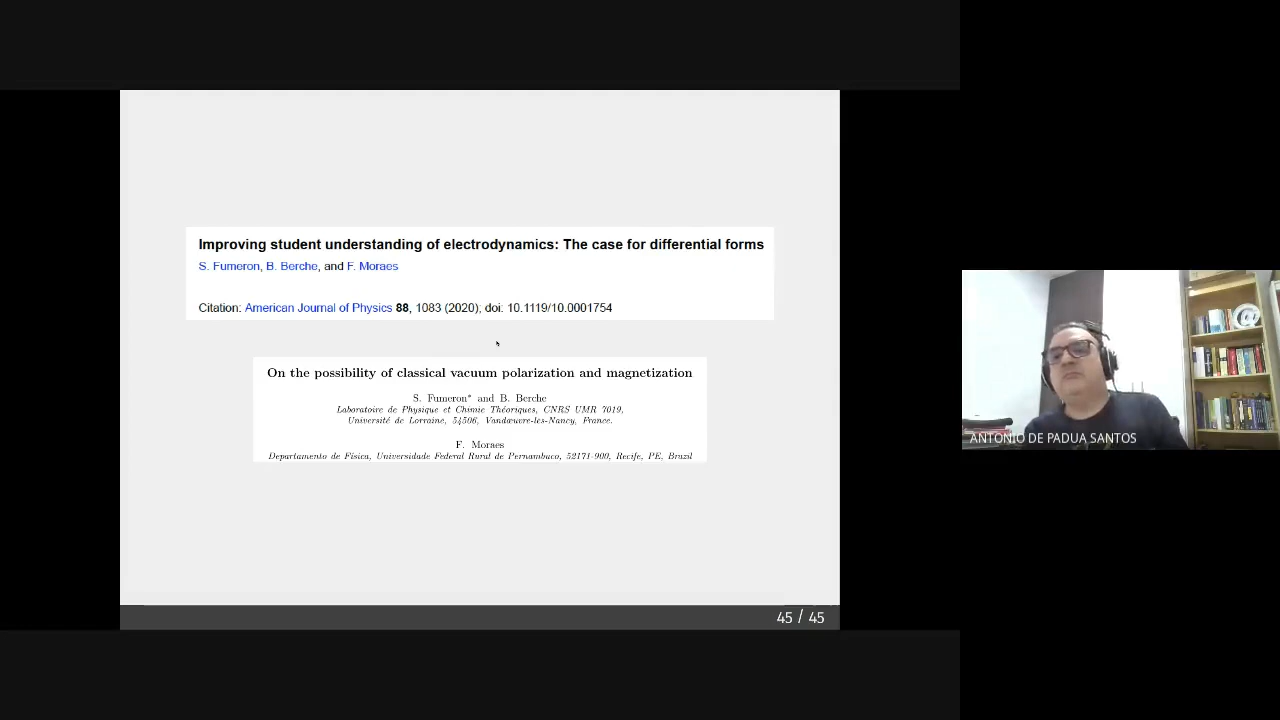 Improving student understanding of electrodynamics: The case for differential forms
S. Fumeron, B. Berche, and F. Moraes
Citation: American Journal of Physics 88, 1083 (2020); doi: 10.1119/10.0001754
On the possibility of classical vacuum polarization and magnetization
S. Fumeron* and B. Berche
Laboratoire de Physique et Chimie Théoriques, CNRS UMR 7019,
Université de Lorraine, 54506, Vandœuvre-les-Nancy, France.
F. Moraes
Departamento de Física, Universidade Federal Rural de Pernambuco, 52171-900, Recife, PE, Brazil
45 / 45
@
ANTONIO DE PADUA SANTOS